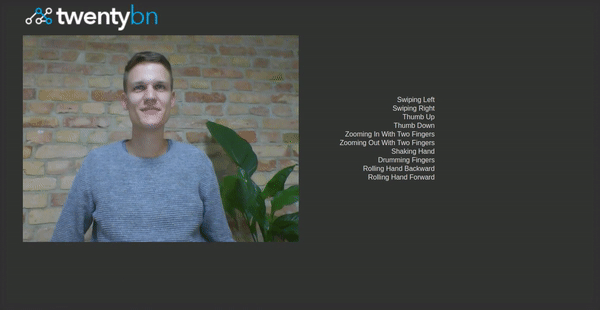 twentybn
Swiping Left
Swiping Right
Thumb Up
Thumb Down
Zooming In With Two Fingers
Zooming Out With Two Fingers
Shaking Hand
Drumming Fingers
Rolling Hand Backward
Rolling Hand Forward